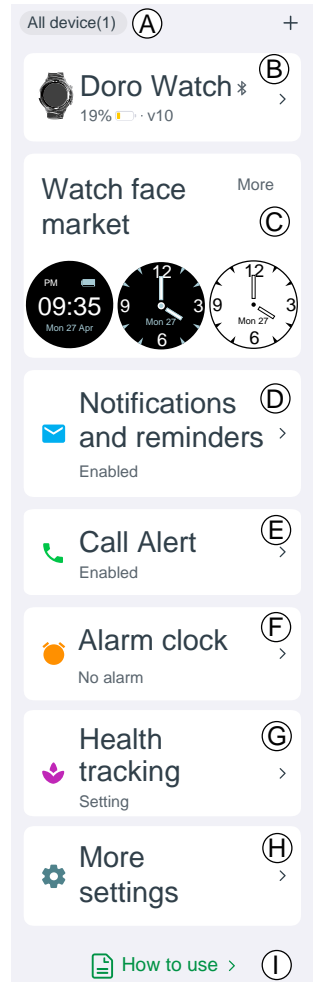 All device(1) A +
B
Doro Watch
19% · v10
Watch face More
market C
PM
09:35
Mon 27 Apr
12
9 3
Mon 27
6
12
9 3
Mon 27
6
Notifications D
and reminders
Enabled
Call Alert E
Enabled
Alarm clock F
No alarm
Health G
tracking
Setting
More H
settings
How to use > I